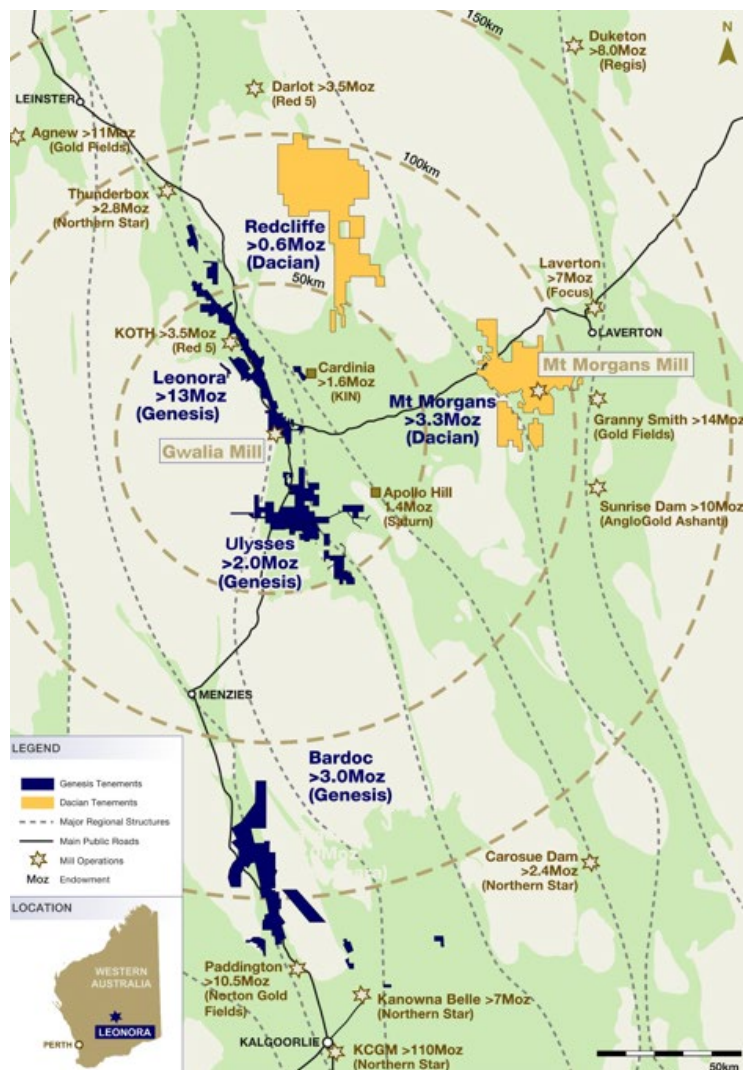 150km
N
Duketon
>8.0Moz
(Regis)
Darlot >3.5Moz
(Red 5)
LEINSTER
Agnew >11Moz
(Gold Fields)
100km
Thunderbox
>2.8Moz
(Northern Star)
Redcliffe
>0.6Moz
(Dacian)
Laverton
>7Moz
(Focus)
50km
LAVERTON
KOTH >3.5Moz
(Red 5)
Cardinia
>1.6Moz
(KIN)
Mt Morgans Mill
Leonora
>13Moz
(Genesis)
Mt Morgans
>3.3Moz
(Dacian)
Granny Smith >14Moz
(Gold Fields)
Gwalia Mill
Apollo Hill
1.4Moz
(Saturn)
Sunrise Dam >10Moz
(AngloGold Ashanti)
Ulysses
>2.0Moz
(Genesis)
MENZIES
LEGEND
Genesis Tenements
Dacian Tenements
Major Regional Structures
Main Public Roads
Mill Operations
Moz Endowment
Bardoc
>3.0Moz
(Genesis)
Carosue Dam
>2.4Moz
(Northern Star)
LOCATION
WESTERN
AUSTRALIA
LEONORA
PERTH
Paddington
>10.5Moz
(Norton Gold
Fields)
Kanowna Belle >7Moz
(Northern Star)
KALGOORLIE
KCGM >110Moz
(Northern Star)
50km